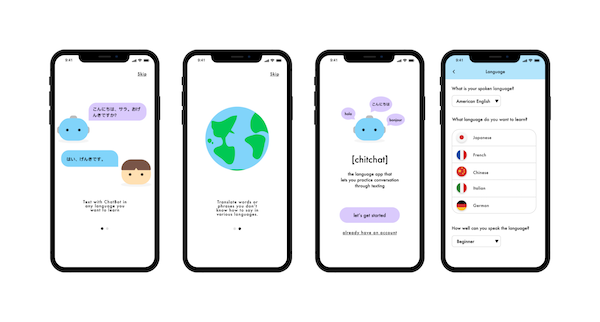 9:41
Skip
こんにちは、サラ、おげ
んきですか?
はい、げんきです。
Text with ChatBot in
any language you
want to learn
9:41
Skip
Translate words or
phrases you don't
know how to say in
various languages.
9:41
こんにちは
hola
bonjour
[chitchat]
the language app that
lets you practice conversation
through texting
let's get started
already have an account
9:41
Language
What is your spoken language?
American English
What language do you want to learn?
Japanese
French
Chinese
Italian
German
How well can you speak the language?
Beginner